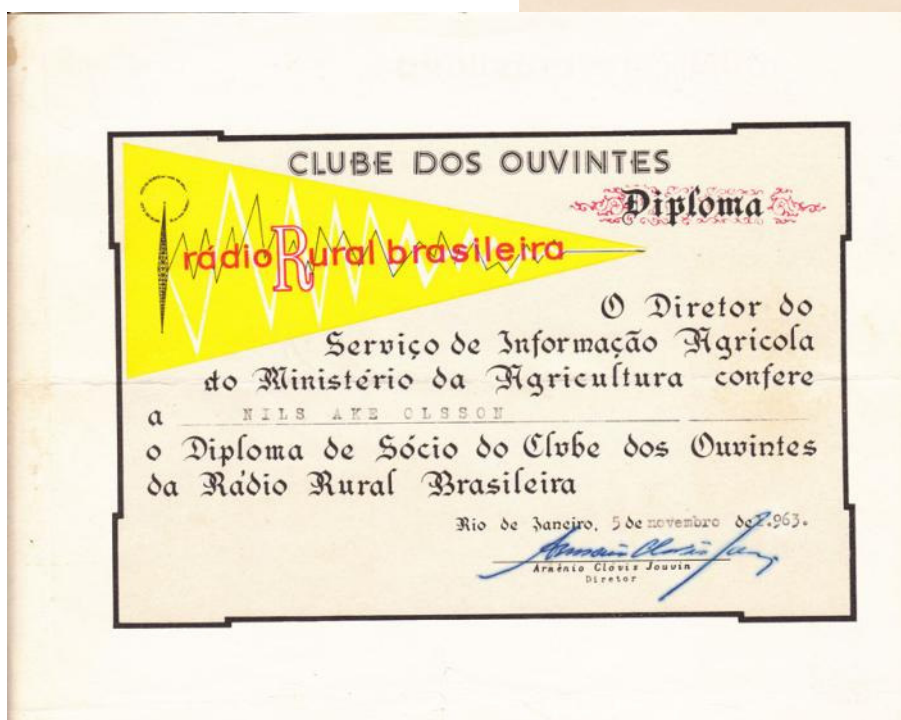 CLUBE DOS OUVINTES
Diploma
rádio Rural brasileira
O Diretor do
Serviço de Informação Agrícola
do Ministério da Agricultura confere
a NILS AKE OLSSON
o Diploma de Sócio do Clube dos Ouvintes
da Rádio Rural Brasileira
Rio de Janeiro, 5 de novembro de 1.963.
Arsênio Clóvis Jouvin
Diretor